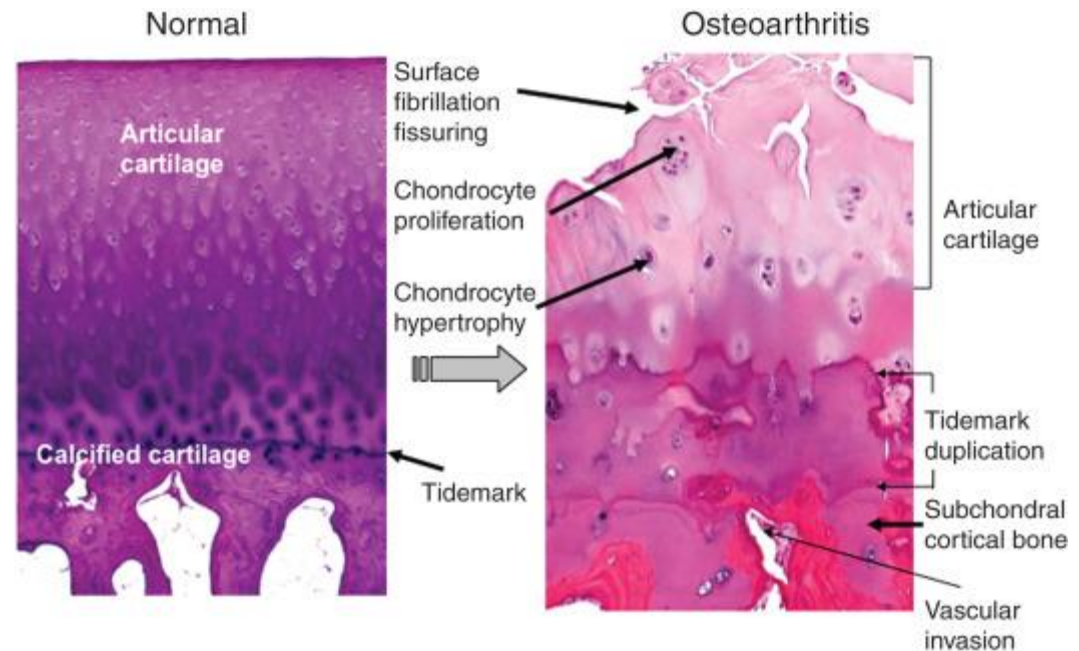 Normal
Osteoarthritis
Articular
cartilage
Calcified cartilage
Surface
fibrillation
fissuring
Chondrocyte
proliferation
Chondrocyte
hypertrophy
Tidemark
Articular
cartilage
Tidemark
duplication
Subchondral
cortical bone
Vascular
invasion